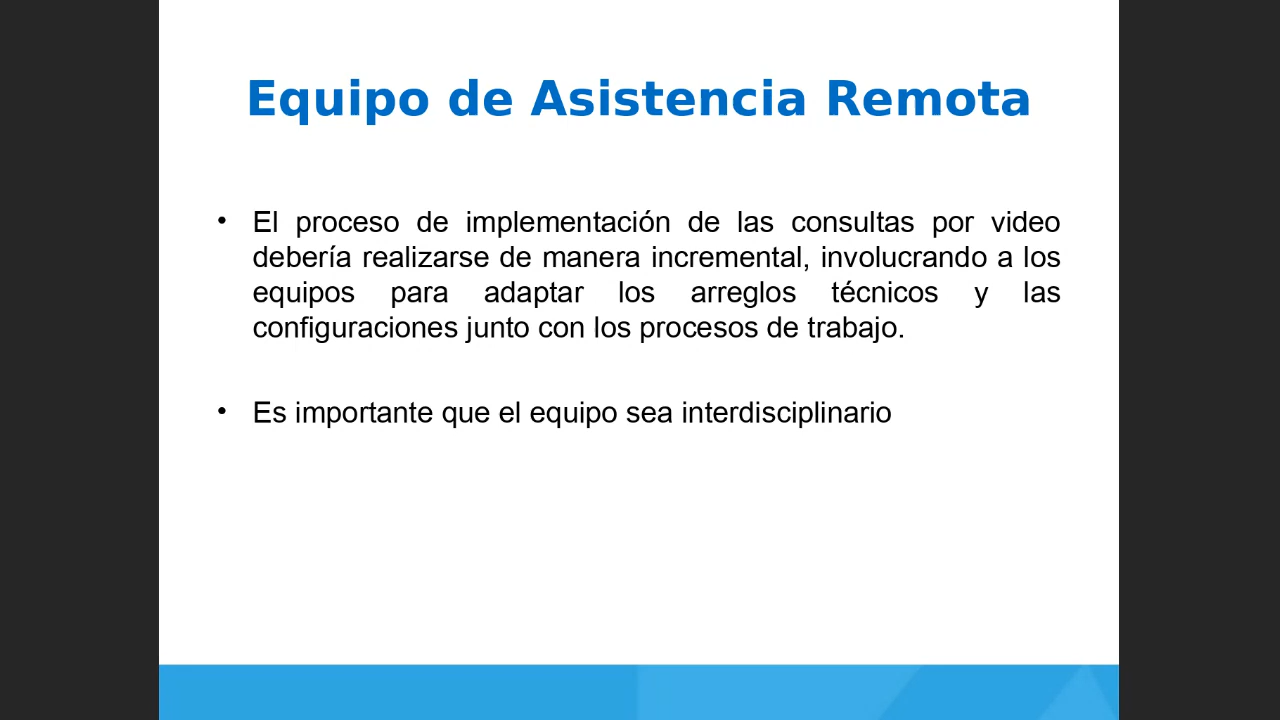 Equipo de Asistencia Remota
• El proceso de implementación de las consultas por video
debería realizarse de manera incremental, involucrando a los
equipos para adaptar los arreglos técnicos y las
configuraciones junto con los procesos de trabajo.
• Es importante que el equipo sea interdisciplinario